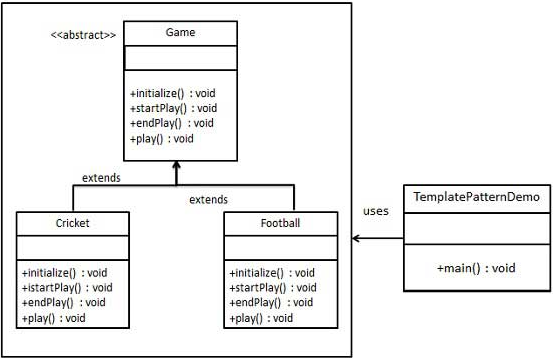 <<abstract>>
Game
+initialize() : void
+startPlay() : void
+endPlay() : void
+play() : void
extends
extends
Cricket
+initialize() : void
+istartPlay() : void
+endPlay() : void
+play() : void
Football
+initialize() : void
+startPlay() : void
+endPlay() : void
+play() : void
uses
TemplatePaternDemo
+main() : void